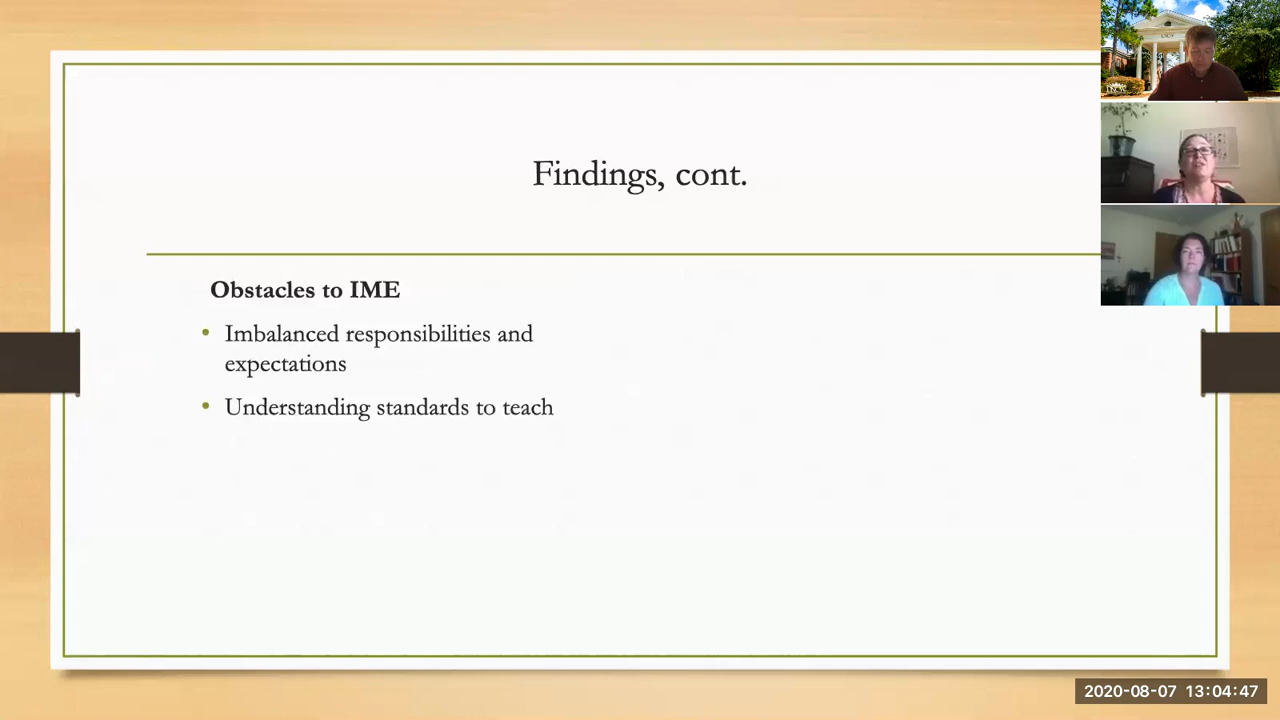 Findings, cont.
Obstacles to IME
• Imbalanced responsibilities and
expectations
• Understanding standards to teach
2020-08-07 13:04:47